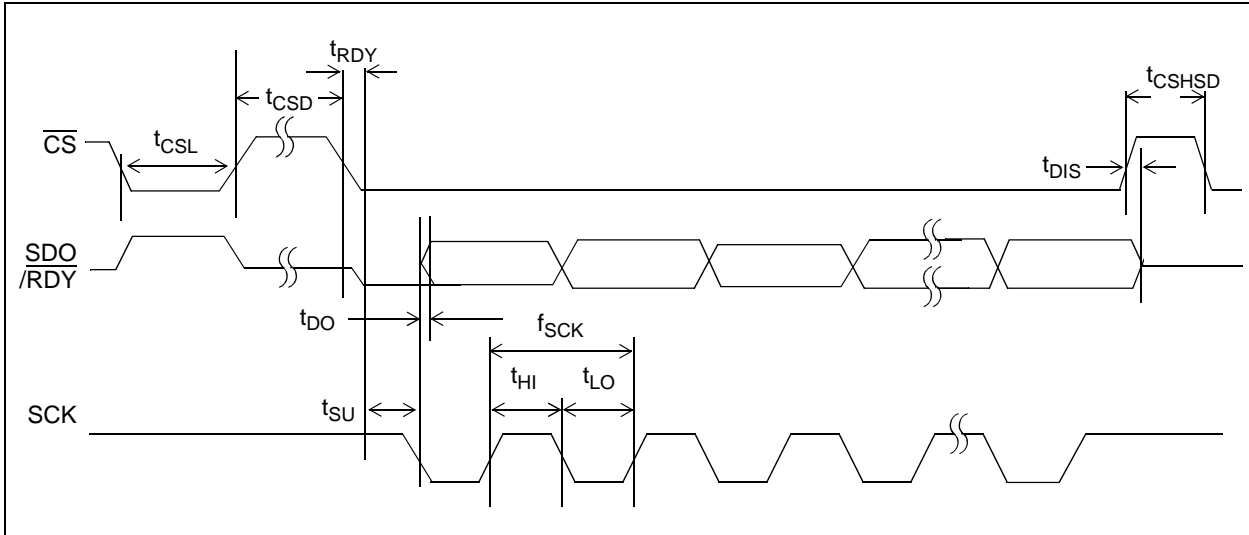 tRDY
tCSD
tCSHSD
CS
tCSL
tDIS
SDO
/RDY
tDO
fSCK
tHI
tLO
SCK
tSU